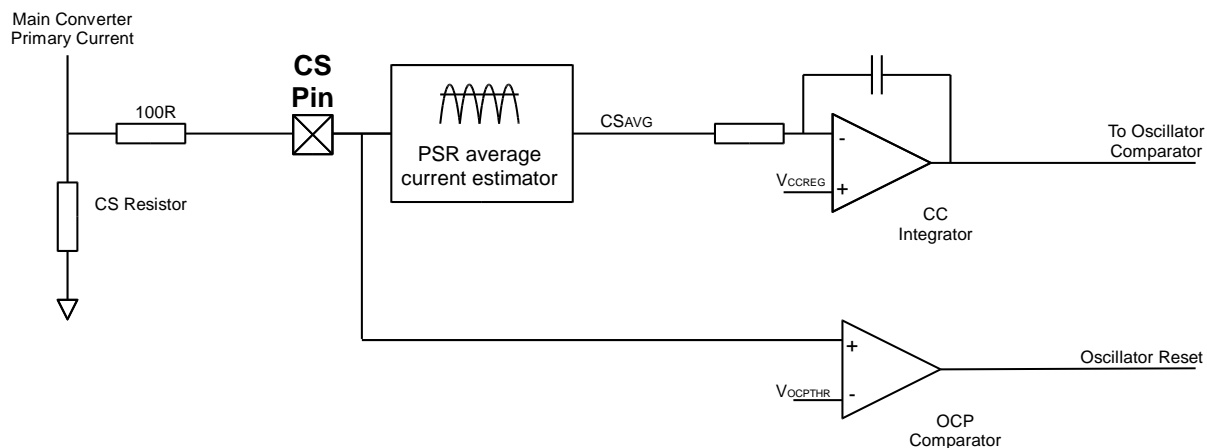 Main Converter
Primary Current
CS
Pin
100R
CS Resistor
PSR average
current estimator
CSAVG
VCCREG
-
+
CC
Integrator
To Oscillator
Comparator
+
VOCPTHR
-
OCP
Comparator
Oscillator Reset